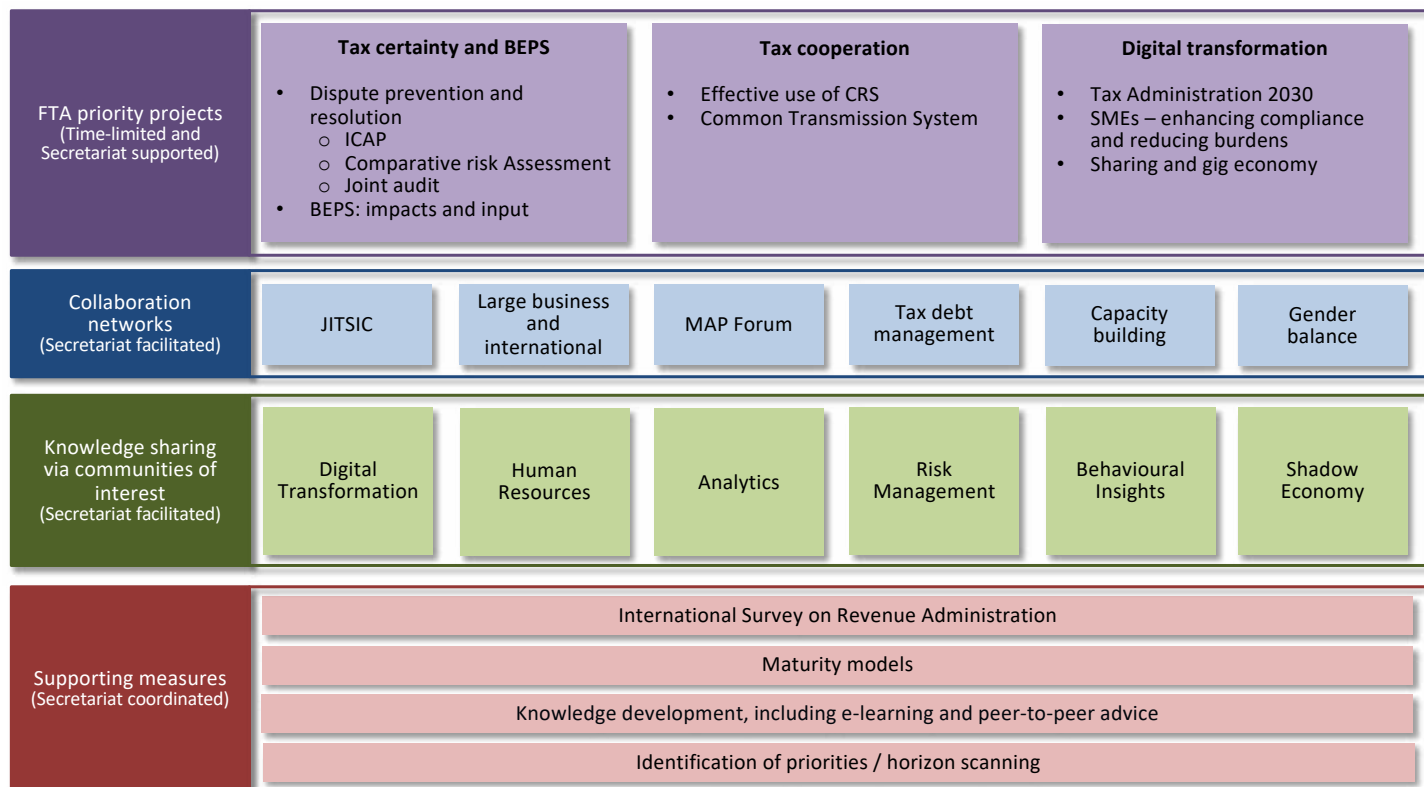 FTA priority projects
(Time-limited and
Secretariat supported)
Tax certainty and BEPS
• Dispute prevention and
resolution
o ICAP
o Comparative risk Assessment
o Joint audit
• BEPS: impacts and input
Tax cooperation
• Effective use of CRS
• Common Transmission System
Digital transformation
• Tax Administration 2030
• SMEs – enhancing compliance
and reducing burdens
• Sharing and gig economy
Collaboration
networks
(Secretariat facilitated)
JITSIC
Large business
and
international
MAP Forum
Tax debt
management
Capacity
building
Gender
balance
Knowledge sharing
via communities of
interest
(Secretariat facilitated)
Digital
Transformation
Human
Resources
Analytics
Risk
Management
Behavioural
Insights
Shadow
Economy
Supporting measures
(Secretariat coordinated)
International Survey on Revenue Administration
Maturity models
Knowledge development, including e-learning and peer-to-peer advice
Identification of priorities / horizon scanning